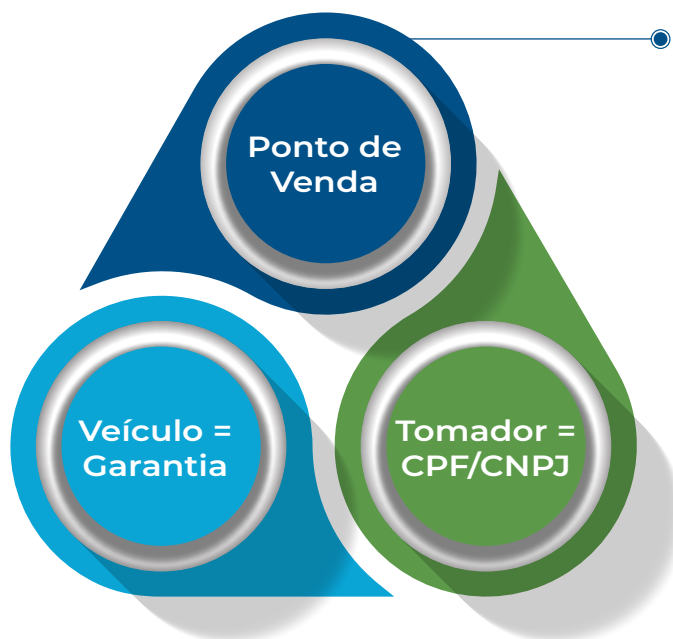 Ponto de
Venda
Veículo =
Garantia
Tomador =
CPF/CNPJ